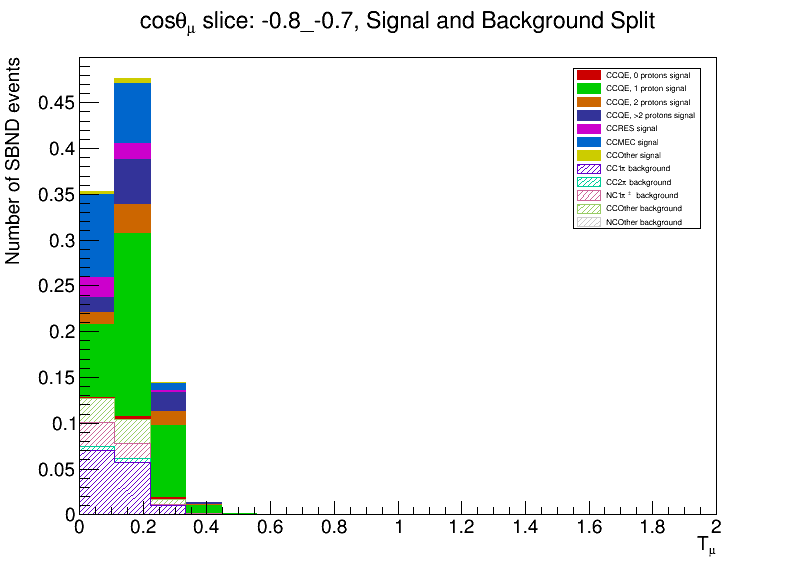 cosθμ slice: -0.8_-0.7, Signal and Background Split
Number of SBND events
CCQE, 0 protons signal
CCQE, 1 proton signal
CCQE, 2 protons signal
CCQE, >2 protons signal
CCRES signal
CCMEC signal
CCOther signal
CC1π background
CC2π background
NC1π ± background
CCOther background
NCOther background
0.45
0.4
0.35
0.3
0.25
0.2
0.15
0.1
0.05
0
0 0.2 0.4 0.6 0.8 1 1.2 1.4 1.6 1.8 2
Tμ